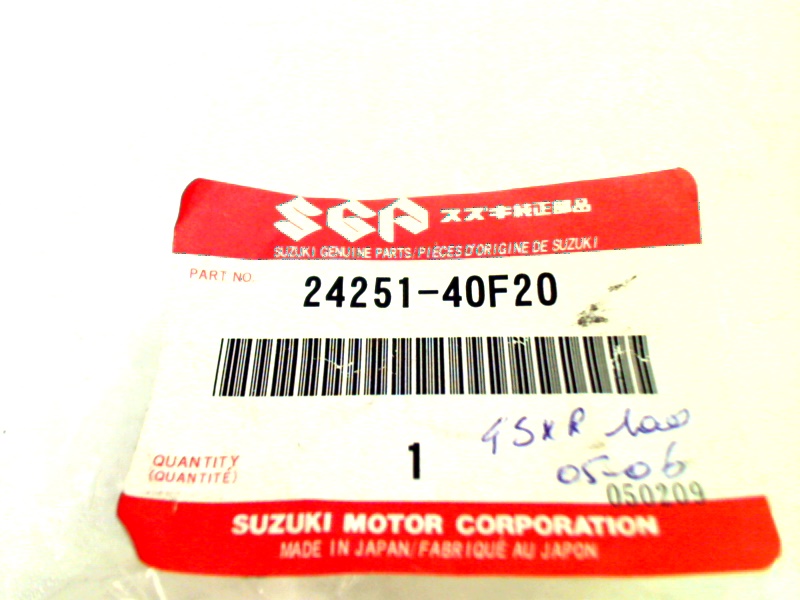 SGP スズキ純正部品
SUZUKI GENUINE PARTS/PIÈCES D'ORIGINE DE SUZUKI
PART NO. 24251-40F20
QUANTITY
(QUANTITÉ)
1
GSXR 1000
05-06
050209
SUZUKI MOTOR CORPORATION
MADE IN JAPAN/FABRIQUÉ AU JAPON